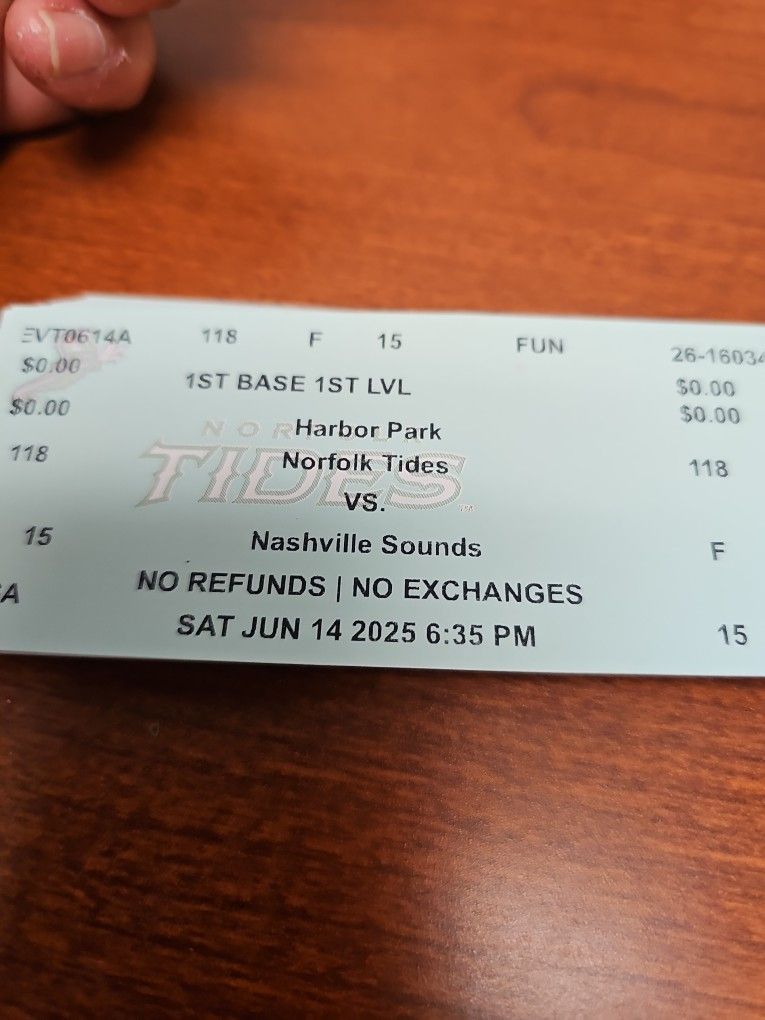 EVT0614A 118 F 15 FUN 26-16034
$0.00 1ST BASE 1ST LVL $0.00
$0.00 Harbor Park $0.00
NOR
118 Norfolk Tides 118
TIDES
VS.
15 Nashville Sounds F
A NO REFUNDS | NO EXCHANGES
SAT JUN 14 2025 6:35 PM 15